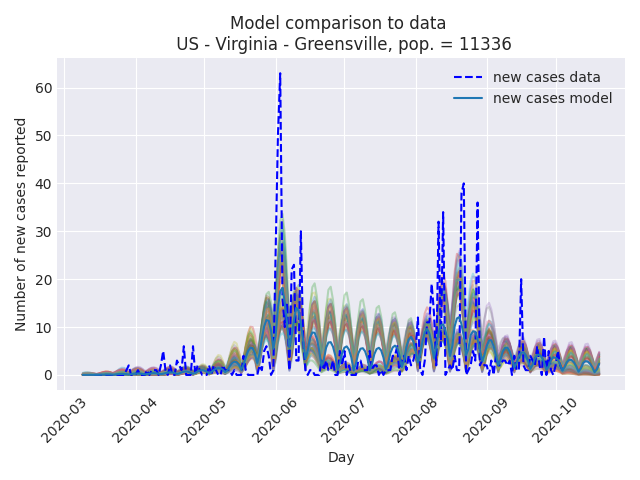 Model comparison to data
US - Virginia - Greensville, pop. = 11336
new cases data
new cases model
Number of new cases reported
60
50
40
30
20
10
0
2020-03
2020-04
2020-05
2020-06
2020-07
2020-08
2020-09
2020-10
Day